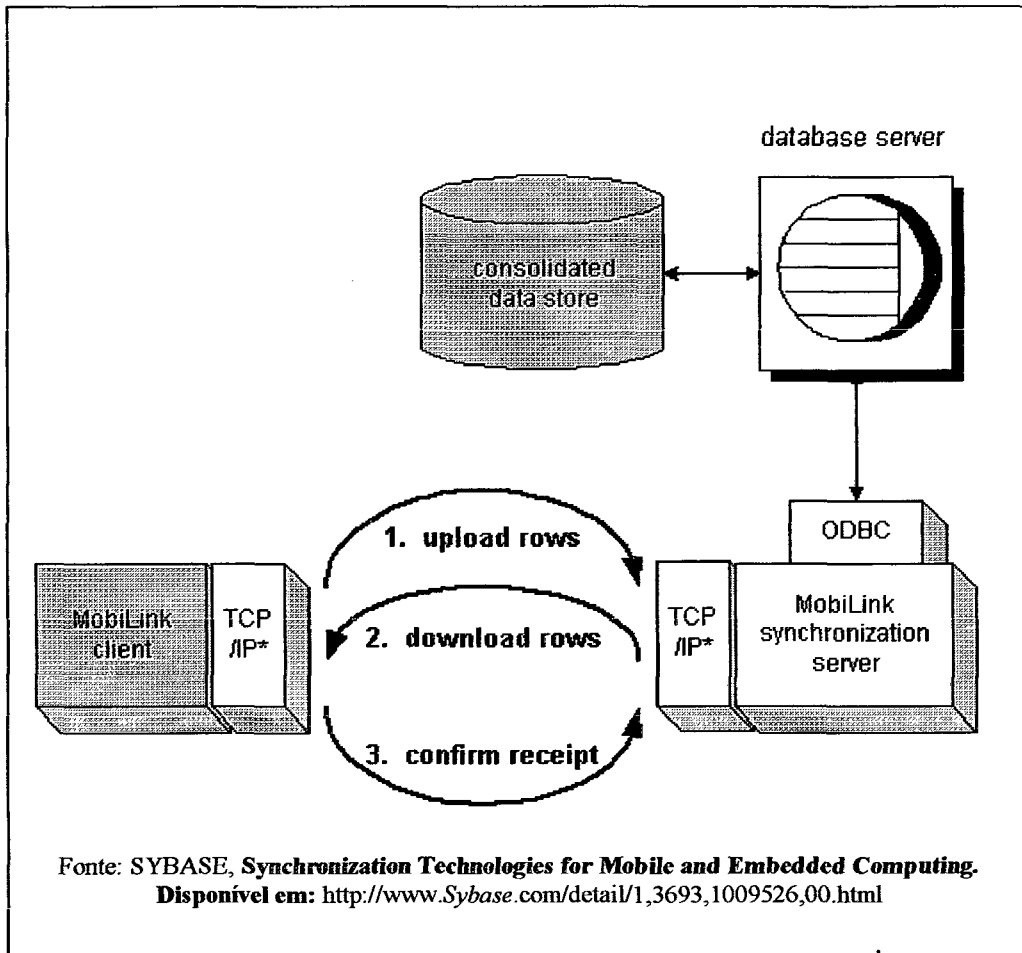 database server
consolidated
data store
ODBC
1. upload rows
MobiLink
client
TCP
/IP*
2. download rows
TCP
/IP*
MobiLink
synchronization
server
3. confirm receipt
Fonte: SYBASE, Synchronization Technologies for Mobile and Embedded Computing.
Disponível em: http://www.Sybase.com/detail/1,3693,1009526,00.html